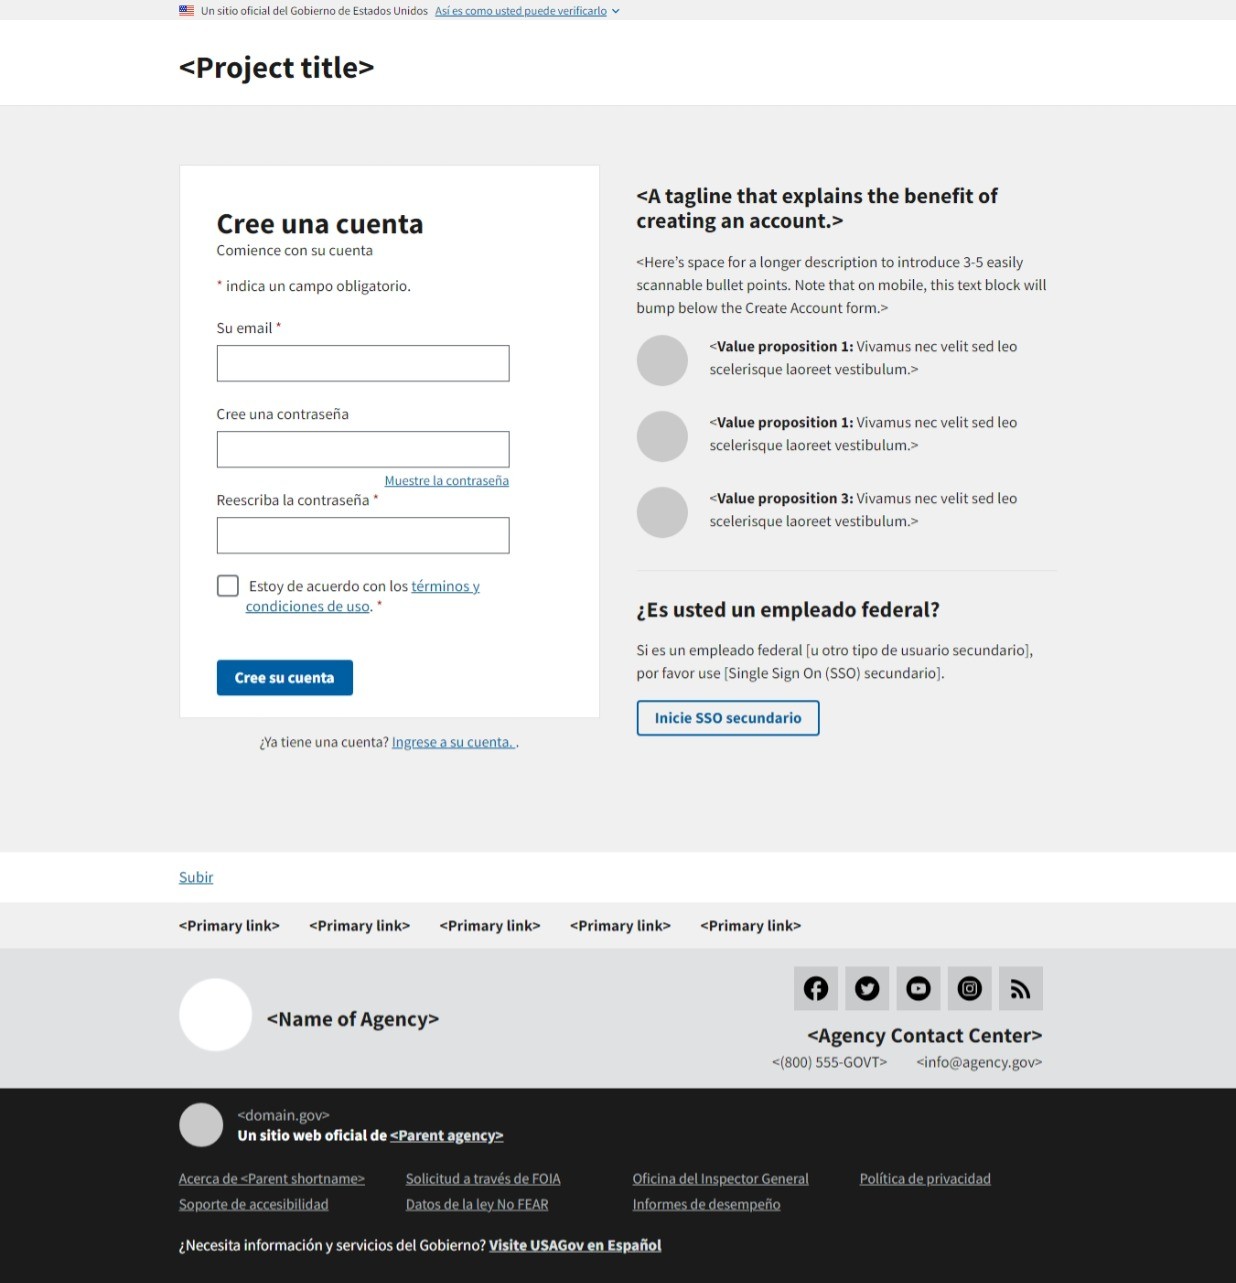 Un sitio oficial del Gobierno de Estados Unidos Así es como usted puede verificarlo
<Project title>
Cree una cuenta
Comience con su cuenta
* indica un campo obligatorio.
Su email *
Cree una contraseña
Muestre la contraseña
Reescriba la contraseña *
Estoy de acuerdo con los términos y
condiciones de uso. *
Cree su cuenta
¿Ya tiene una cuenta? Ingrese a su cuenta. .
<A tagline that explains the benefit of
creating an account.>
<Here’s space for a longer description to introduce 3-5 easily
scannable bullet points. Note that on mobile, this text block will
bump below the Create Account form.>
<Value proposition 1: Vivamus nec velit sed leo
scelerisque laoreet vestibulum.>
<Value proposition 1: Vivamus nec velit sed leo
scelerisque laoreet vestibulum.>
<Value proposition 3: Vivamus nec velit sed leo
scelerisque laoreet vestibulum.>
¿Es usted un empleado federal?
Si es un empleado federal [u otro tipo de usuario secundario],
por favor use [Single Sign On (SSO) secundario].
Inicie SSO secundario
Subir
<Primary link> <Primary link> <Primary link> <Primary link> <Primary link>
<Name of Agency>
<Agency Contact Center>
<(800) 555-GOVT> <info@agency.gov>
<domain.gov>
Un sitio web oficial de <Parent agency>
Acerca de <Parent shortname> Solicitud a través de FOIA Oficina del Inspector General Política de privacidad
Soporte de accesibilidad Datos de la ley No FEAR Informes de desempeño
¿Necesita información y servicios del Gobierno? Visite USAGov en Español